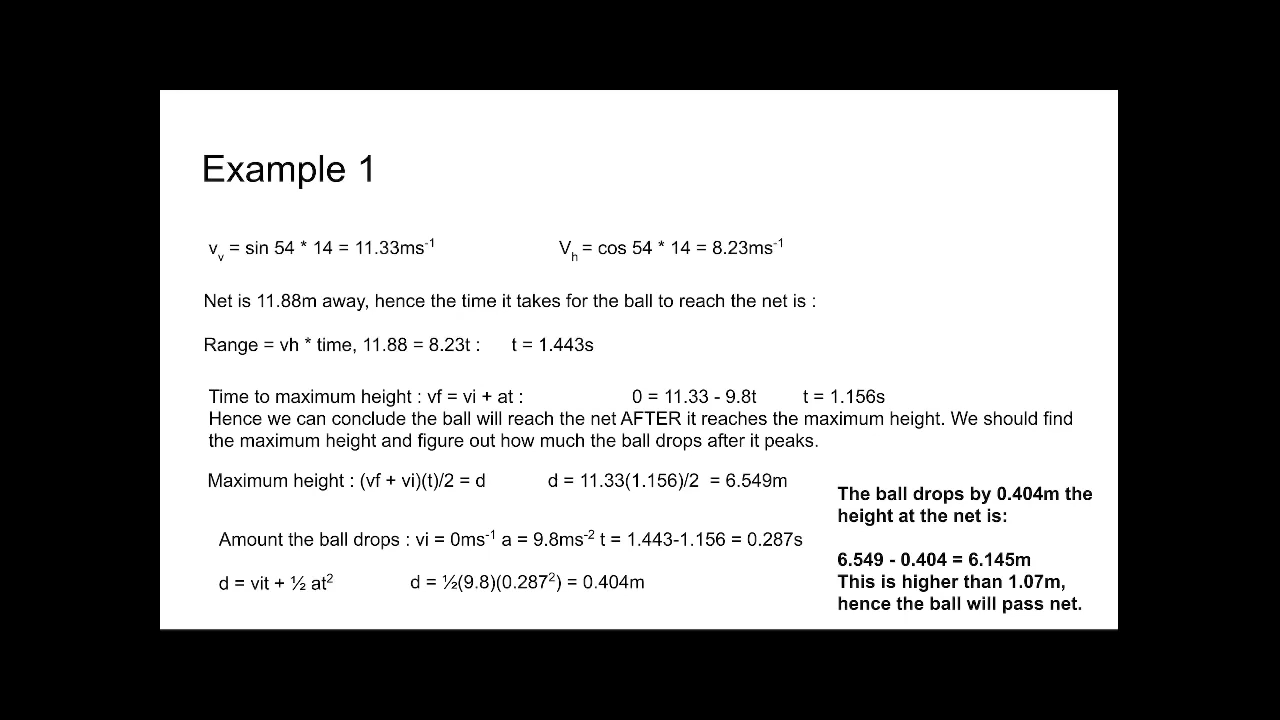 Example 1
vᵥ = sin 54 * 14 = 11.33ms⁻¹ Vₕ = cos 54 * 14 = 8.23ms⁻¹
Net is 11.88m away, hence the time it takes for the ball to reach the net is :
Range = vh * time, 11.88 = 8.23t : t = 1.443s
Time to maximum height : vf = vi + at : 0 = 11.33 - 9.8t t = 1.156s
Hence we can conclude the ball will reach the net AFTER it reaches the maximum height. We should find
the maximum height and figure out how much the ball drops after it peaks.
Maximum height : (vf + vi)(t)/2 = d d = 11.33(1.156)/2 = 6.549m
Amount the ball drops : vi = 0ms⁻¹ a = 9.8ms⁻² t = 1.443-1.156 = 0.287s
d = vit + ½ at² d = ½(9.8)(0.287²) = 0.404m
The ball drops by 0.404m the
height at the net is:
6.549 - 0.404 = 6.145m
This is higher than 1.07m,
hence the ball will pass net.